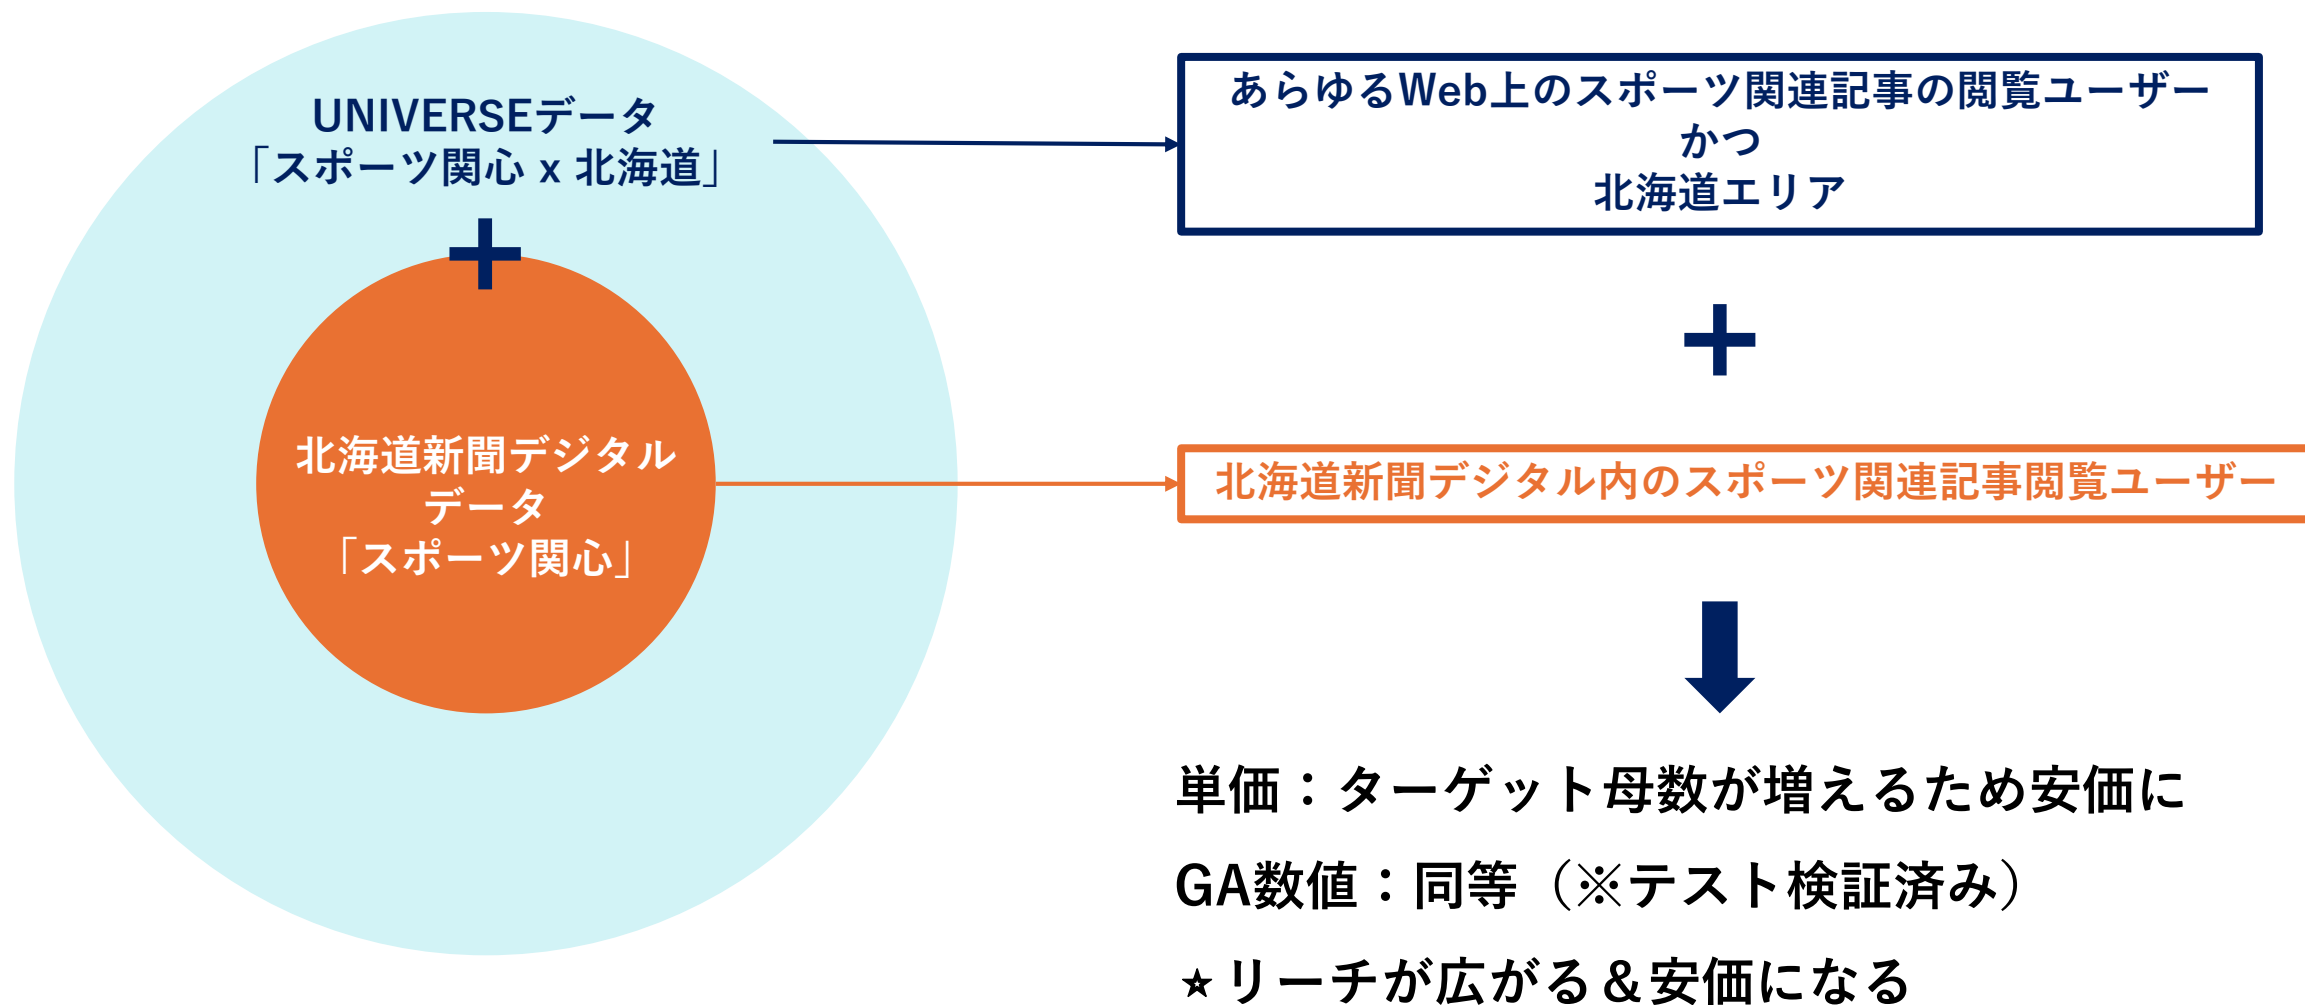 UNIVERSEデータ
「スポーツ関心 x 北海道」
+
北海道新聞デジタル
データ
「スポーツ関心」
あらゆるWeb上のスポーツ関連記事の閲覧ユーザー
かつ
北海道エリア
+
北海道新聞デジタル内のスポーツ関連記事閲覧ユーザー
単価：ターゲット母数が増えるため安価に
GA数値：同等（※テスト検証済み）
★リーチが広がる＆安価になる